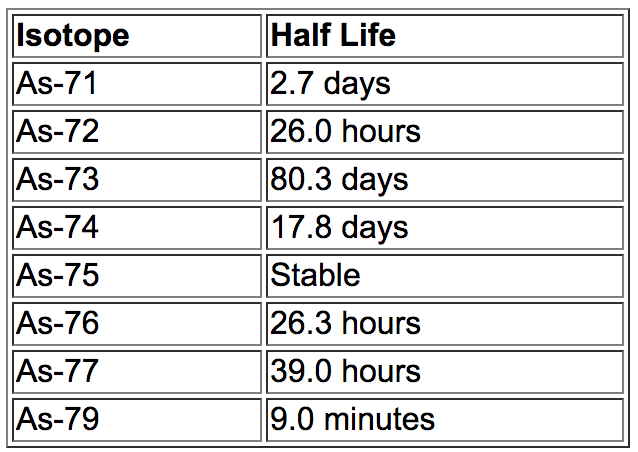 Isotope Half Life
As-71 2.7 days
As-72 26.0 hours
As-73 80.3 days
As-74 17.8 days
As-75 Stable
As-76 26.3 hours
As-77 39.0 hours
As-79 9.0 minutes